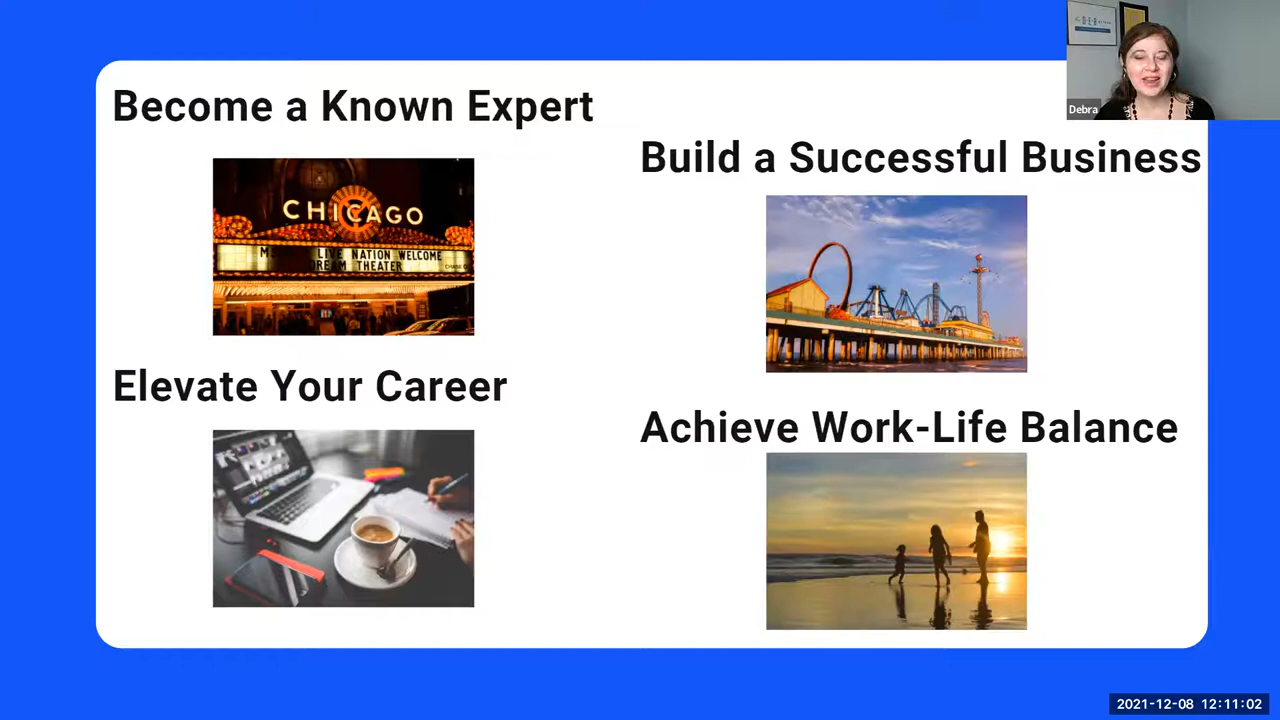 Become a Known Expert
CHICAGO
LIVE NATION WELCOME
THEATER
Build a Successful Business
Elevate Your Career
Achieve Work-Life Balance
Debra
2021-12-08 12:11:02